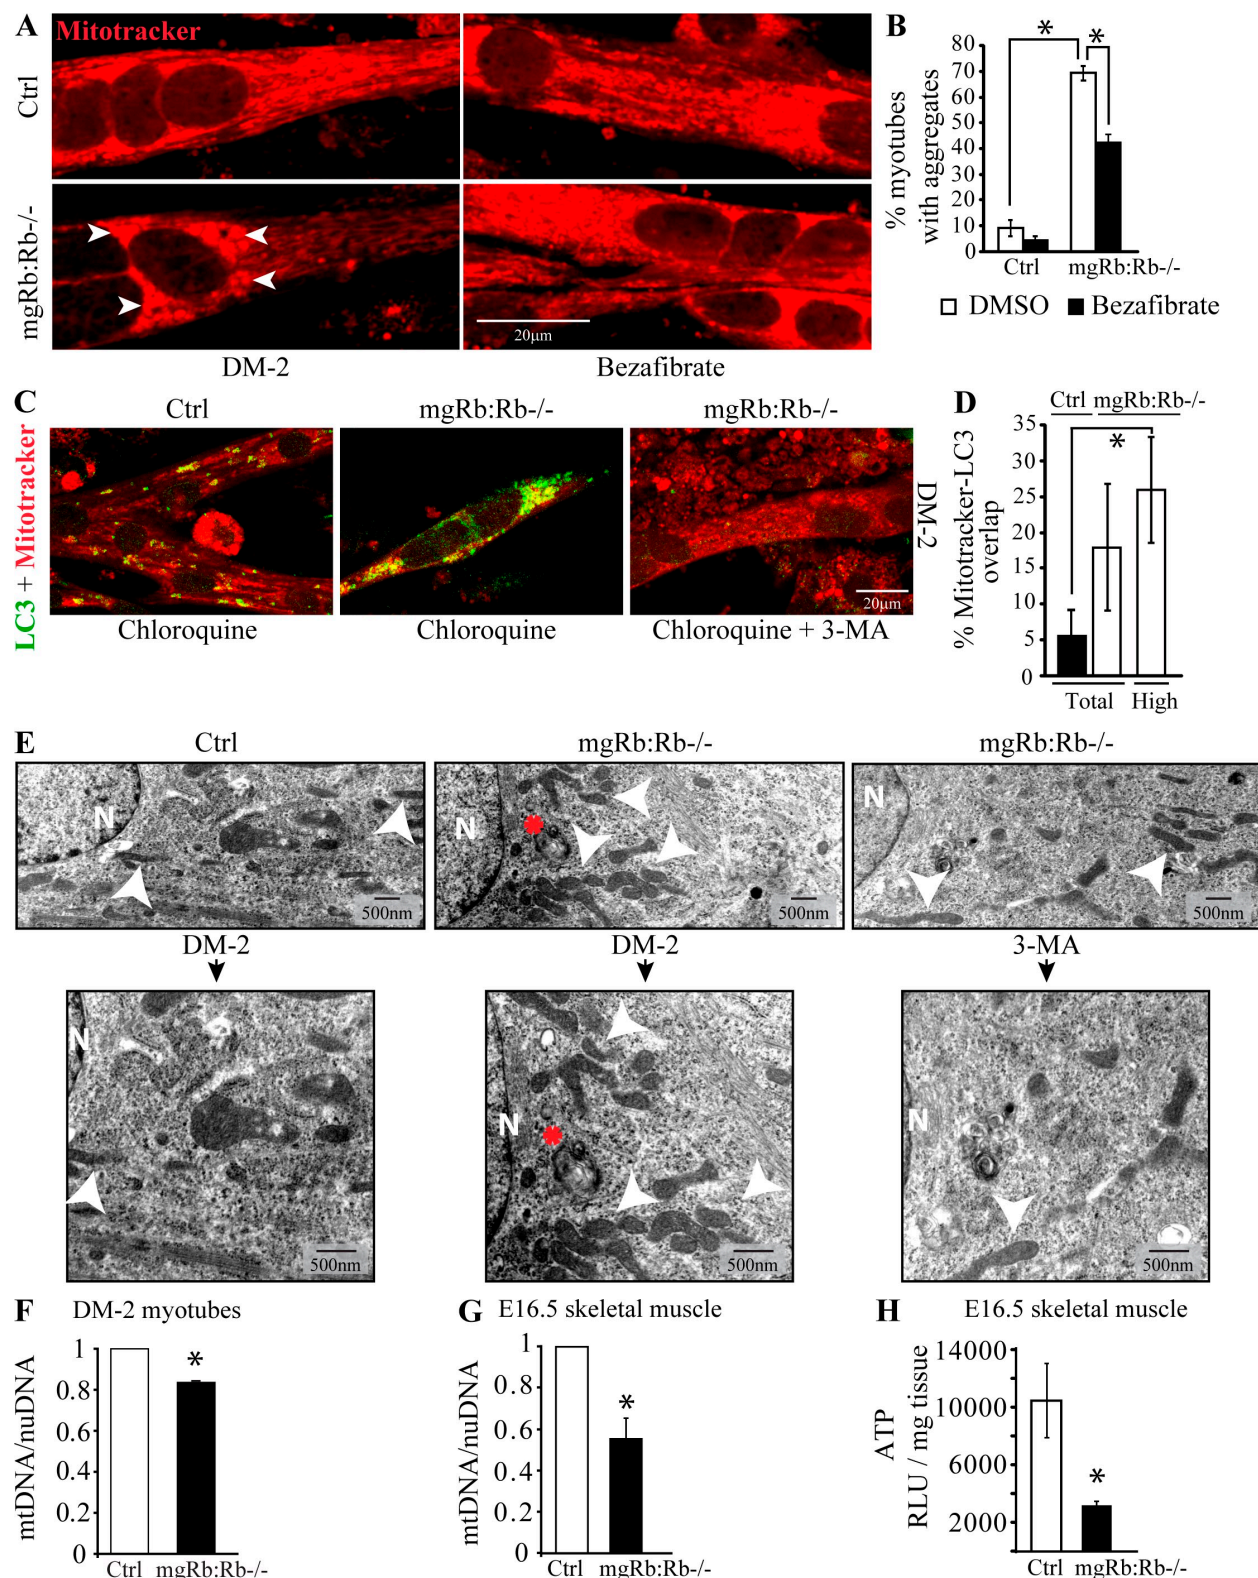 A
Mitotracker
Ctrl
mgRb:Rb-/-
20μm
DM-2
Bezafibrate
B
% myotubes
with aggregates
80
70
60
50
40
30
20
10
0
*
*
Ctrl
mgRb:Rb-/-
DMSO
Bezafibrate
C
Ctrl
mgRb:Rb-/-
mgRb:Rb-/-
LC3 + Mitotracker
DM-2
20μm
Chloroquine
Chloroquine
Chloroquine + 3-MA
D
Ctrl
mgRb:Rb-/-
% Mitotracker-LC3
overlap
35
30
25
20
15
10
5
0
*
Total
High
E
Ctrl
mgRb:Rb-/-
mgRb:Rb-/-
N
500nm
N
500nm
N
500nm
DM-2
DM-2
3-MA
N
500nm
N
500nm
N
500nm
F
DM-2 myotubes
mtDNA/nuDNA
1
0.8
0.6
0.4
0.2
0
*
Ctrl
mgRb:Rb-/-
G
E16.5 skeletal muscle
mtDNA/nuDNA
1
0.8
0.6
0.4
0.2
0
*
Ctrl
mgRb:Rb-/-
H
E16.5 skeletal muscle
ATP
RLU / mg tissue
14000
10000
6000
2000
*
Ctrl
mgRb:Rb-/-